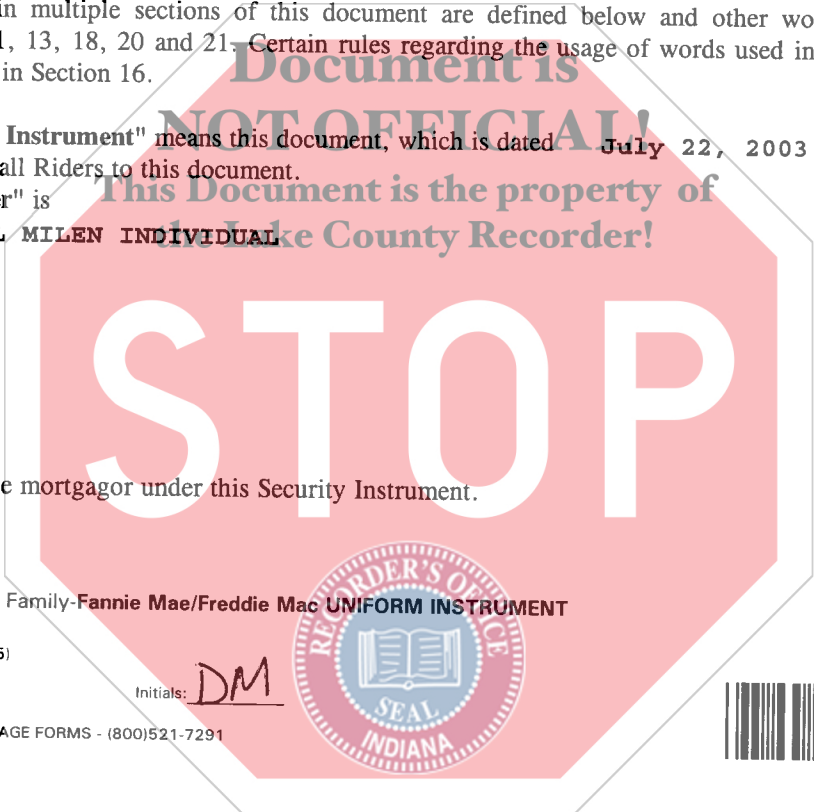 in multiple sections of this document are defined below and other wo
1, 13, 18, 20 and 21. Certain rules regarding the usage of words used in
in Section 16.
Document is
NOT OFFICIAL!
Instrument" means this document, which is dated July 22, 2003
all Riders to this document.
This Document is the property of
r" is
the Lake County Recorder!
L MILEN INDIVIDUAL
STOP
e mortgagor under this Security Instrument.
RECORDER'S OFFICE
Family-Fannie Mae/Freddie Mac UNIFORM INSTRUMENT
5)
Initials: DM
SEAL
INDIANA
AGE FORMS - (800)521-7291